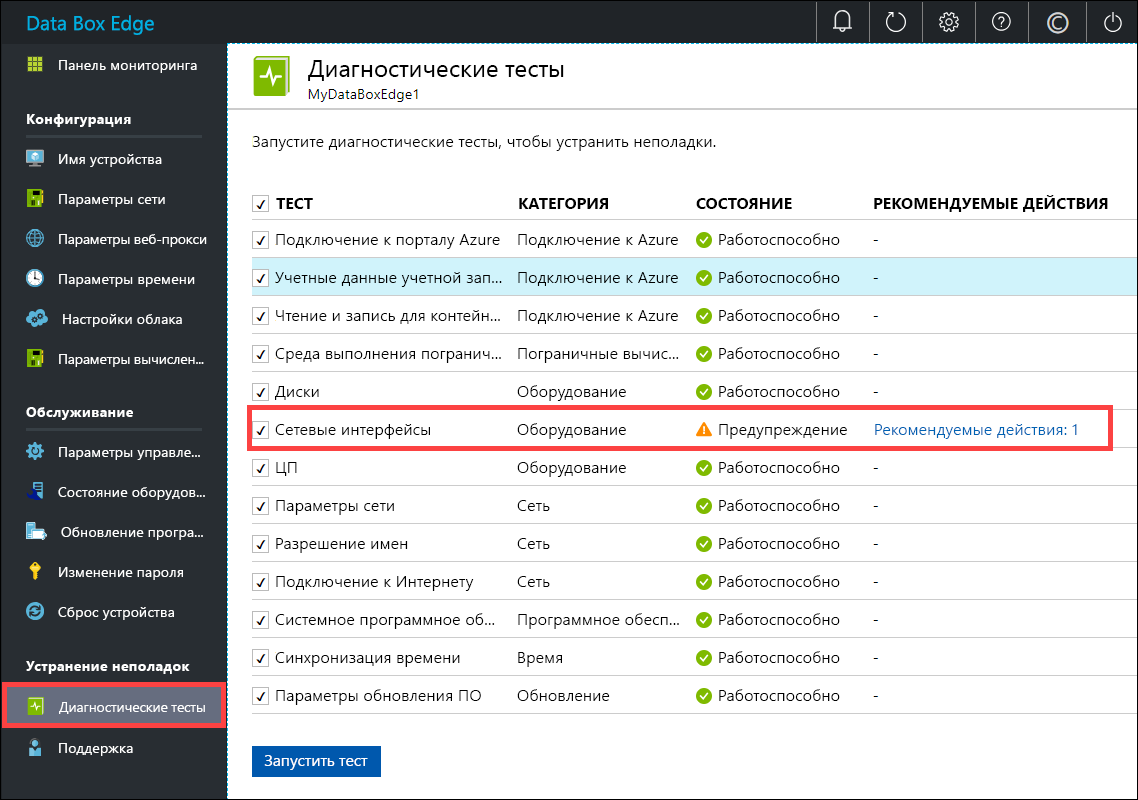 Data Box Edge
Панель мониторинга
Конфигурация
Имя устройства
Параметры сети
Параметры веб-прокси
Параметры времени
Настройки облака
Параметры вычислен...
Обслуживание
Параметры управле...
Состояние оборудов...
Обновление програ...
Изменение пароля
Сброс устройства
Устранение неполадок
Диагностические тесты
Поддержка
Диагностические тесты
MyDataBoxEdge1
Запустите диагностические тесты, чтобы устранить неполадки.
ТЕСТ КАТЕГОРИЯ СОСТОЯНИЕ РЕКОМЕНДУЕМЫЕ ДЕЙСТВИЯ
Подключение к порталу Azure Подключение к Azure Работоспособно -
Учетные данные учетной зап... Подключение к Azure Работоспособно -
Чтение и запись для контейн... Подключение к Azure Работоспособно -
Среда выполнения погранич... Пограничные вычис... Работоспособно -
Диски Оборудование Работоспособно -
Сетевые интерфейсы Оборудование Предупреждение Рекомендуемые действия: 1
ЦП Оборудование Работоспособно -
Параметры сети Сеть Работоспособно -
Разрешение имен Сеть Работоспособно -
Подключение к Интернету Сеть Работоспособно -
Системное программное об... Программное обесп... Работоспособно -
Синхронизация времени Время Работоспособно -
Параметры обновления ПО Обновление Работоспособно -
Запустить тест